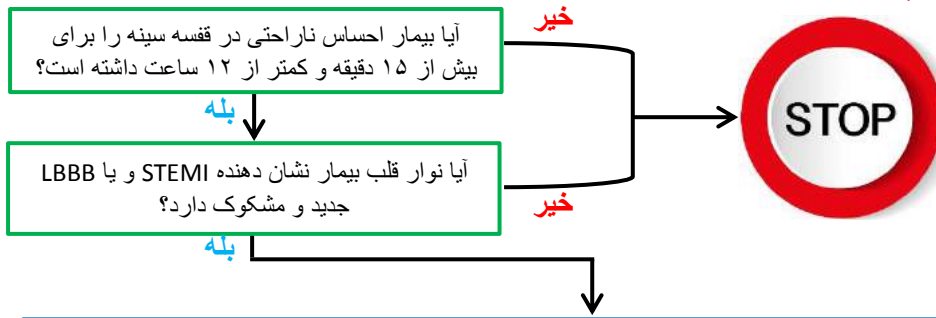 آیا بیمار احساس ناراحتی در قفسه سینه را برای
بیش از ۱۵ دقیقه و کمتر از ۱۲ ساعت داشته است؟
خیر
بله
STOP
آیا نوار قلب بیمار نشان دهنده STEMI و یا LBBB
جدید و مشکوک دارد؟
خیر
بله